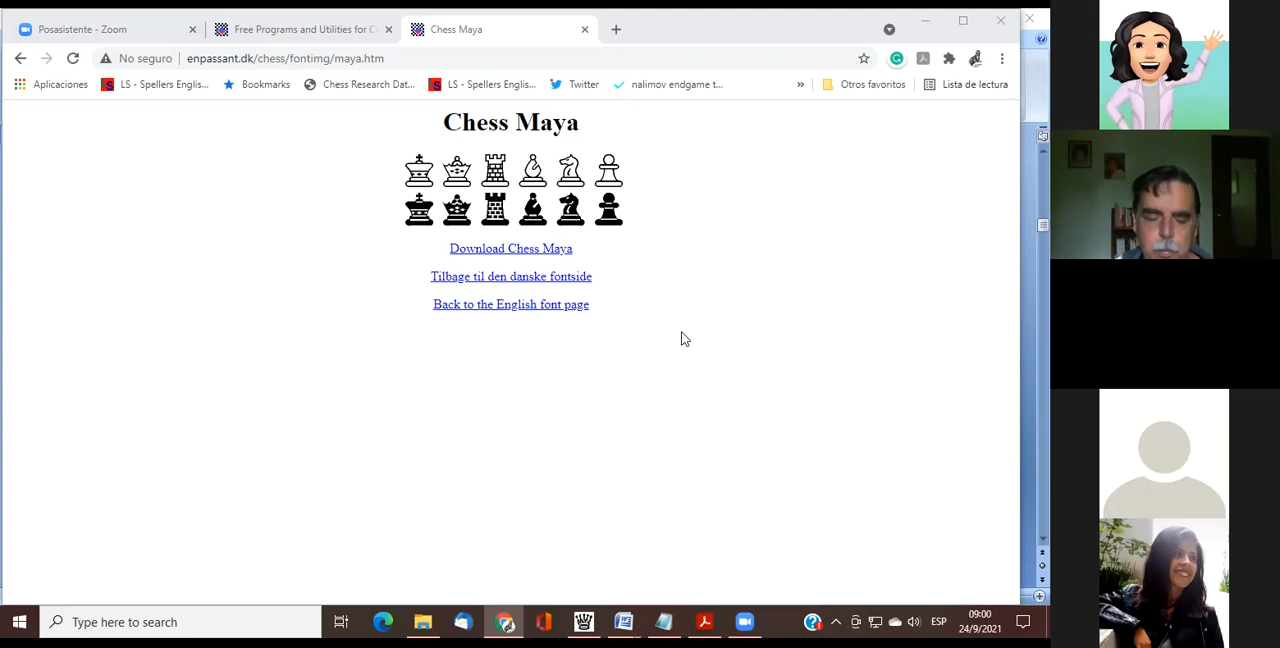 Posasistente - Zoom
Free Programs and Utilities for C
Chess Maya
No seguro
enpassant.dk/chess/fontimg/maya.htm
Aplicaciones
LS - Spellers Englis...
Bookmarks
Chess Research Dat...
LS - Spellers Englis...
Twitter
nalimov endgame t...
»
Otros favoritos
Lista de lectura
Chess Maya
Download Chess Maya
Tilbage til den danske fontside
Back to the English font page
Type here to search
ESP
09:00
24/9/2021